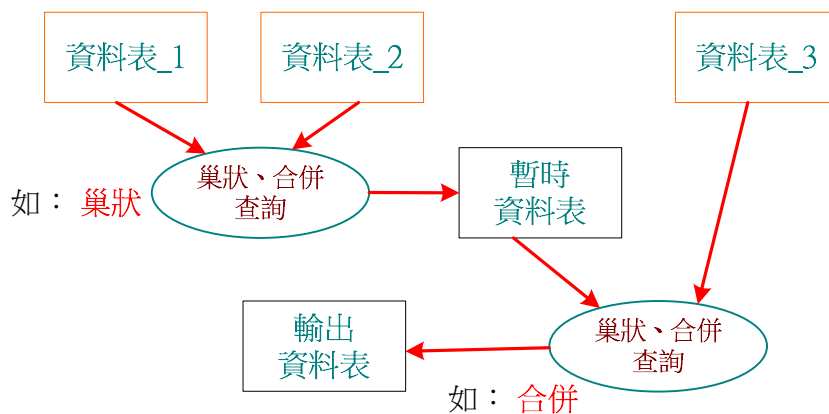 資料表_1
資料表_2
資料表_3
如： 巢狀
巢狀、合併
查詢
暫時
資料表
輸出
資料表
巢狀、合併
查詢
如： 合併